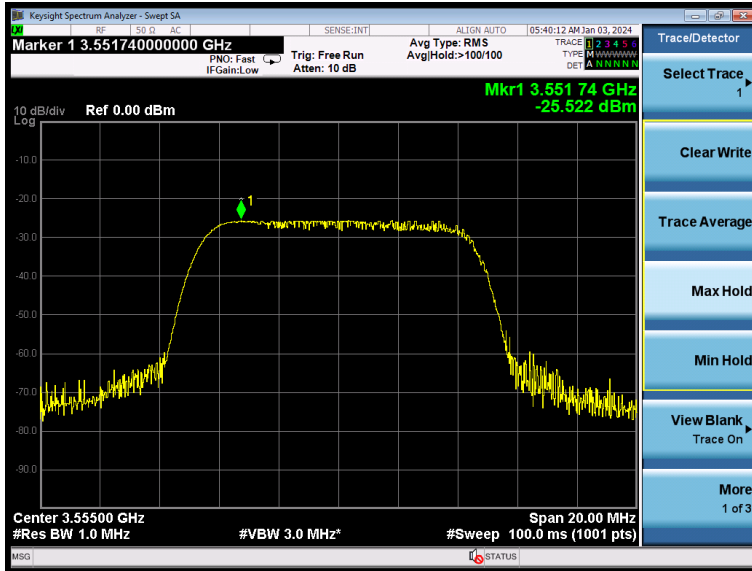 Keysight Spectrum Analyzer - Swept SA
LXI RF 50 Ω AC SENSE:INT ALIGN AUTO 05:40:12 AM Jan 03, 2024
Marker 1 3.551740000000 GHz
PNO: Fast
IFGain:Low
Trig: Free Run
Atten: 10 dB
Avg Type: RMS
Avg|Hold:>100/100
TRACE 1 2 3 4 5 6
TYPE M WWWWW
DET A N N N N N
Mkr1 3.551 74 GHz
-25.522 dBm
10 dB/div Ref 0.00 dBm
Log
1
-10.0
-20.0
-30.0
-40.0
-50.0
-60.0
-70.0
-80.0
-90.0
Center 3.55500 GHz Span 20.00 MHz
#Res BW 1.0 MHz #VBW 3.0 MHz* #Sweep 100.0 ms (1001 pts)
MSG STATUS
Trace/Detector
Select Trace
1
Clear Write
Trace Average
Max Hold
Min Hold
View Blank
Trace On
More
1 of 3